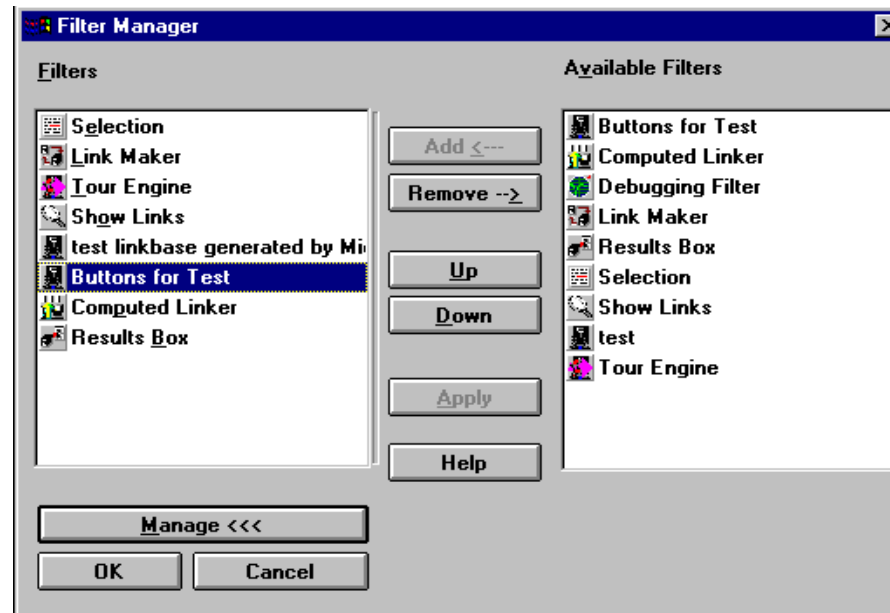 Filter Manager
Filters
Selection
Link Maker
Tour Engine
Show Links
test linkbase generated by Mi
Buttons for Test
Computed Linker
Results Box
Add <---
Remove -->
Up
Down
Apply
Help
Available Filters
Buttons for Test
Computed Linker
Debugging Filter
Link Maker
Results Box
Selection
Show Links
test
Tour Engine
Manage <<<
OK
Cancel